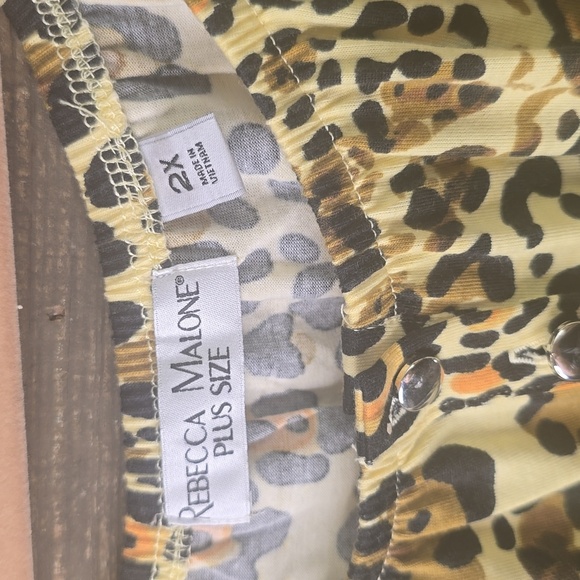 2X
MADE IN
VIETNAM
REBECCA MALONE®
PLUS SIZE